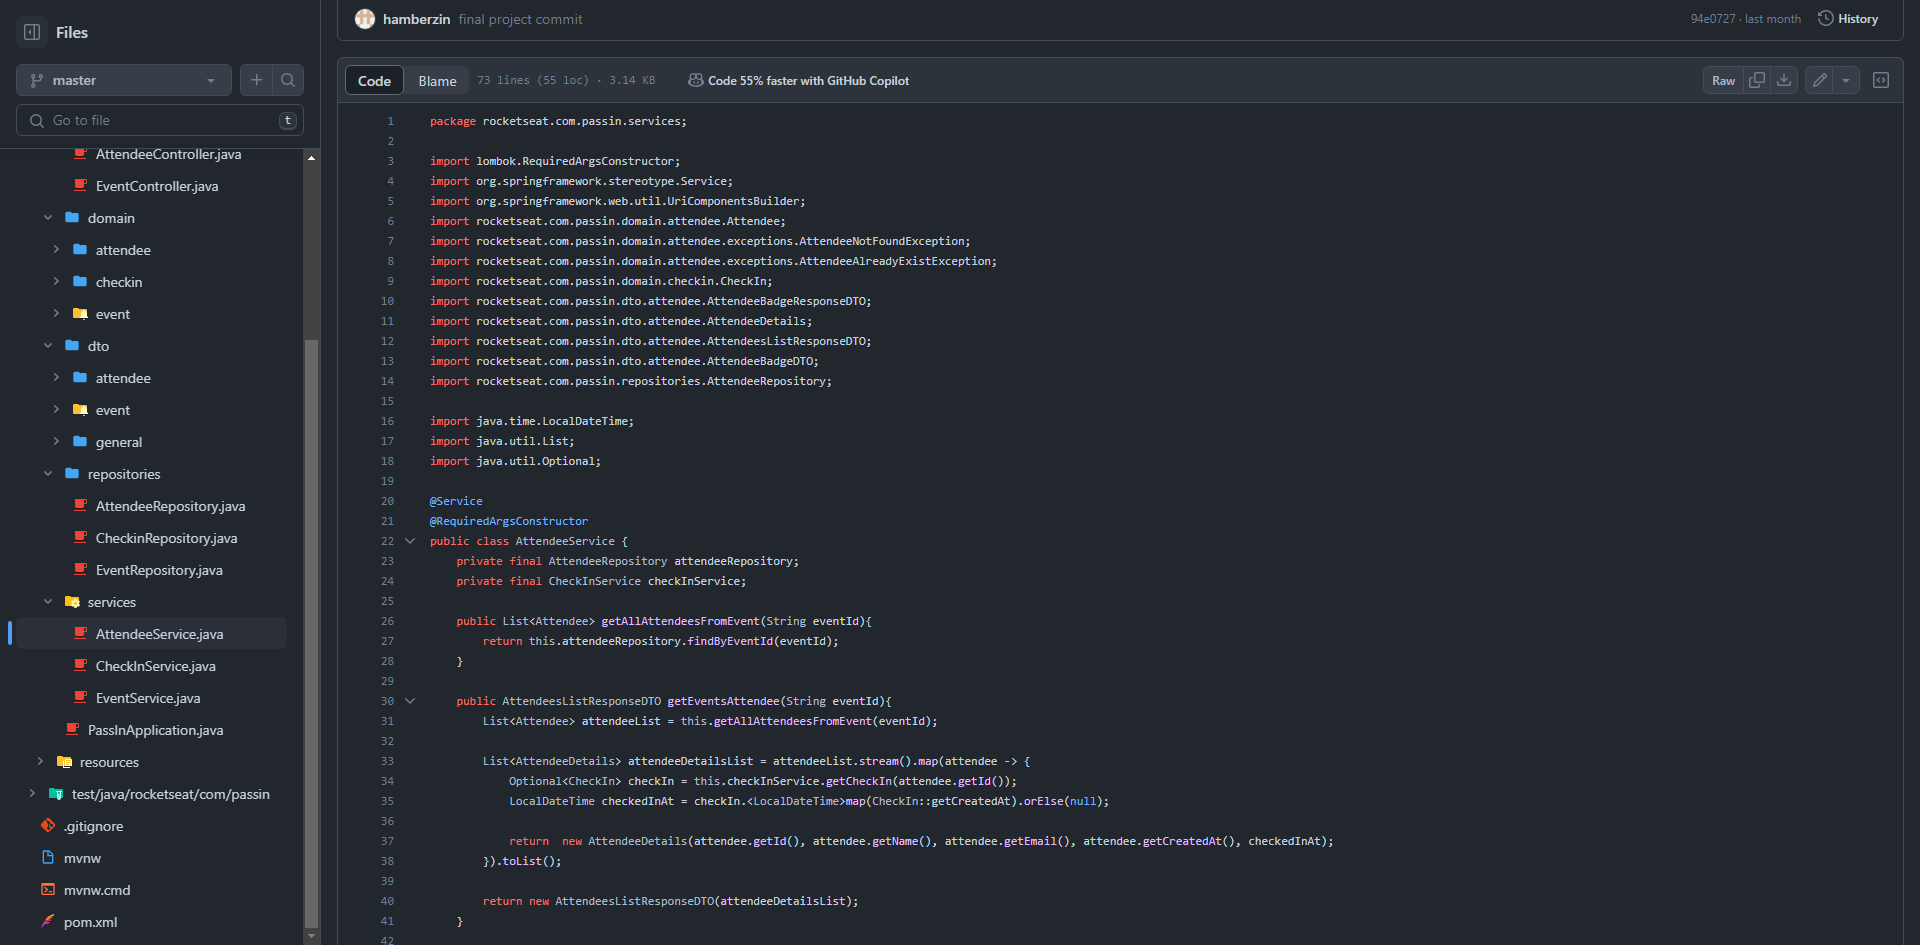 Files
master
Go to file
t
AttendeeController.java
EventController.java
domain
attendee
checkin
event
dto
attendee
event
general
repositories
AttendeeRepository.java
CheckinRepository.java
EventRepository.java
services
AttendeeService.java
CheckInService.java
EventService.java
PassInApplication.java
resources
test/java/rocketseat/com/passin
.gitignore
mvnw
mvnw.cmd
pom.xml
hamberzin final project commit
94e0727 · last month
History
Code
Blame
73 lines (55 loc) · 3.14 KB
Code 55% faster with GitHub Copilot
Raw
1 package rocketseat.com.passin.services;
2
3 import lombok.RequiredArgsConstructor;
4 import org.springframework.stereotype.Service;
5 import org.springframework.web.util.UriComponentsBuilder;
6 import rocketseat.com.passin.domain.attendee.Attendee;
7 import rocketseat.com.passin.domain.attendee.exceptions.AttendeeNotFoundException;
8 import rocketseat.com.passin.domain.attendee.exceptions.AttendeeAlreadyExistException;
9 import rocketseat.com.passin.domain.checkin.CheckIn;
10 import rocketseat.com.passin.dto.attendee.AttendeeBadgeResponseDTO;
11 import rocketseat.com.passin.dto.attendee.AttendeeDetails;
12 import rocketseat.com.passin.dto.attendee.AttendeesListResponseDTO;
13 import rocketseat.com.passin.dto.attendee.AttendeeBadgeDTO;
14 import rocketseat.com.passin.repositories.AttendeeRepository;
15
16 import java.time.LocalDateTime;
17 import java.util.List;
18 import java.util.Optional;
19
20 @Service
21 @RequiredArgsConstructor
22 public class AttendeeService {
23 private final AttendeeRepository attendeeRepository;
24 private final CheckInService checkInService;
25
26 public List<Attendee> getAllAttendeesFromEvent(String eventId){
27 return this.attendeeRepository.findByEventId(eventId);
28 }
29
30 public AttendeesListResponseDTO getEventsAttendee(String eventId){
31 List<Attendee> attendeeList = this.getAllAttendeesFromEvent(eventId);
32
33 List<AttendeeDetails> attendeeDetailsList = attendeeList.stream().map(attendee -> {
34 Optional<CheckIn> checkIn = this.checkInService.getCheckIn(attendee.getId());
35 LocalDateTime checkedInAt = checkIn.<LocalDateTime>map(CheckIn::getCreatedAt).orElse(null);
36
37 return  new AttendeeDetails(attendee.getId(), attendee.getName(), attendee.getEmail(), attendee.getCreatedAt(), checkedInAt);
38 }).toList();
39
40 return new AttendeesListResponseDTO(attendeeDetailsList);
41 }
42